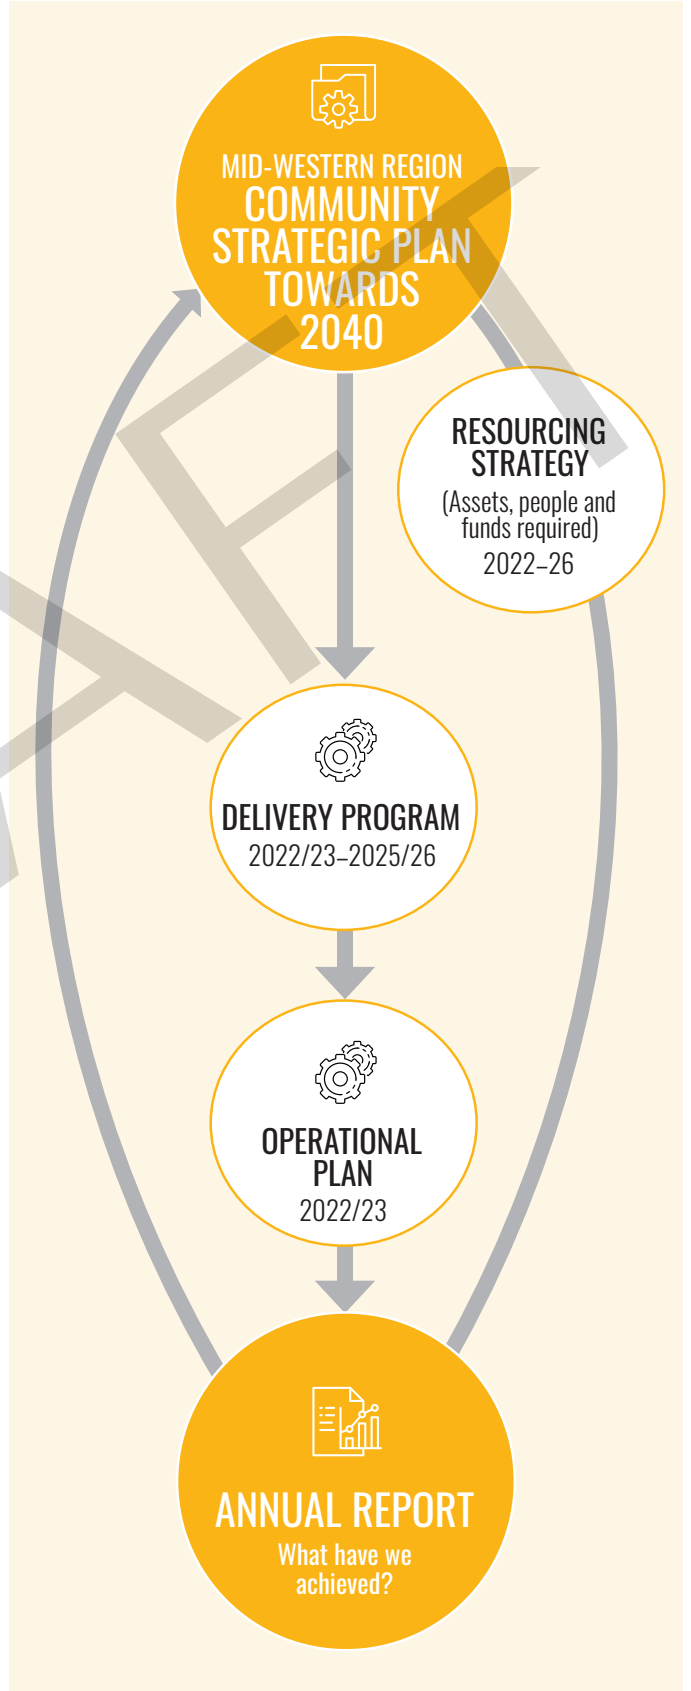 MID-WESTERN REGION
COMMUNITY
STRATEGIC PLAN
TOWARDS
2040
RESOURCING
STRATEGY
(Assets, people and
funds required)
2022–26
DELIVERY PROGRAM
2022/23–2025/26
OPERATIONAL
PLAN
2022/23
ANNUAL REPORT
What have we
achieved?
AFT